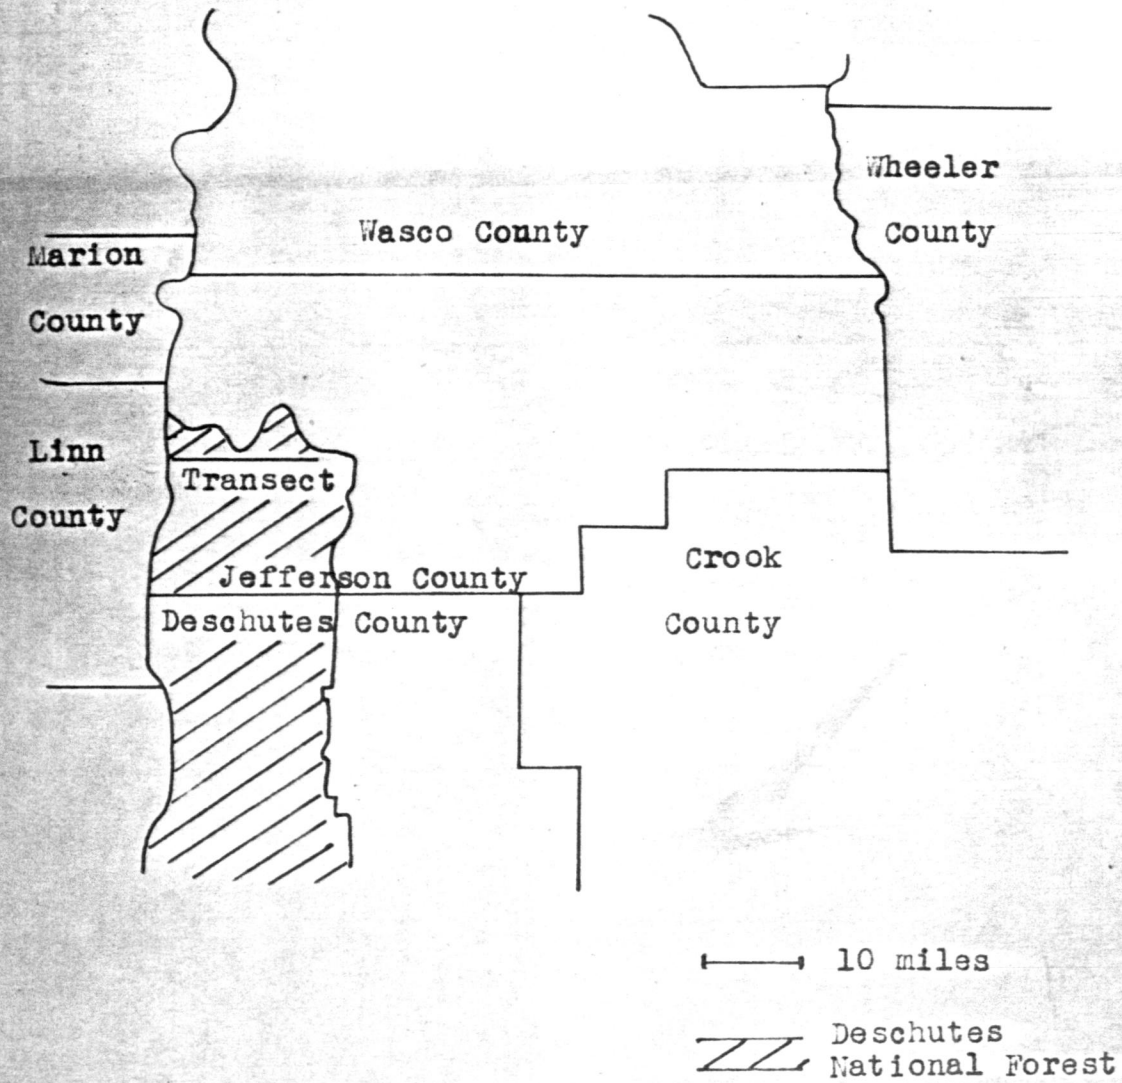 Wheeler
County
Wasco County
Marion
County
Linn
County
Transect
Jefferson County
Deschutes County
Crook
County
10 miles
Deschutes
National Forest